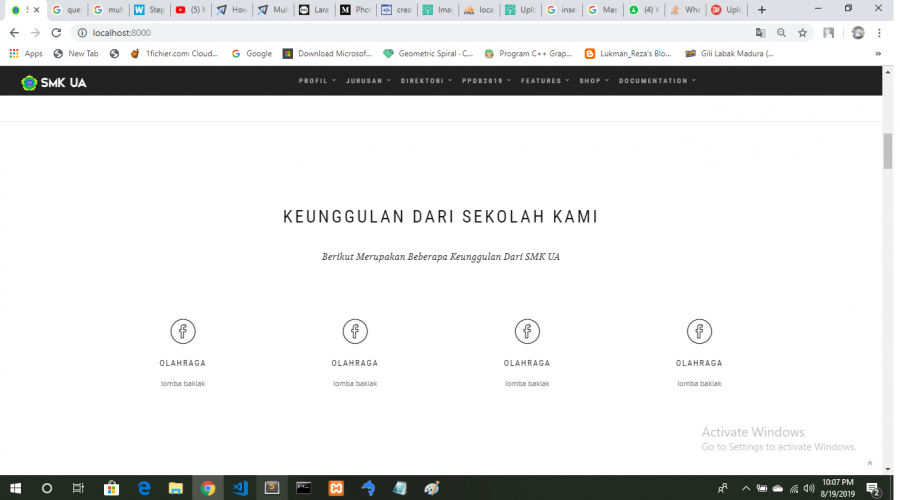 S
que
mul
Step
(5) M
How
Mul
Lara
Pho
crea
Ima
loca
Uplo
inse
Mas
(4) V
Wha
Uplo
localhost:8000
Apps
New Tab
1fichier.com: Cloud...
Google
Download Microsof...
Geometric Spiral - C...
Program C++ Grap...
Lukman_Reza's Blo...
Gili Labak Madura (...
SMK UA
PROFIL
JURUSAN
DIREKTORI
PPDB2019
FEATURES
SHOP
DOCUMENTATION
KEUNGGULAN DARI SEKOLAH KAMI
Berikut Merupakan Beberapa Keunggulan Dari SMK UA
OLAHRAGA
lomba bakiak
OLAHRAGA
lomba bakiak
OLAHRAGA
lomba bakiak
OLAHRAGA
lomba bakiak
Activate Windows
Go to Settings to activate Windows.
10:07 PM
8/19/2019
2